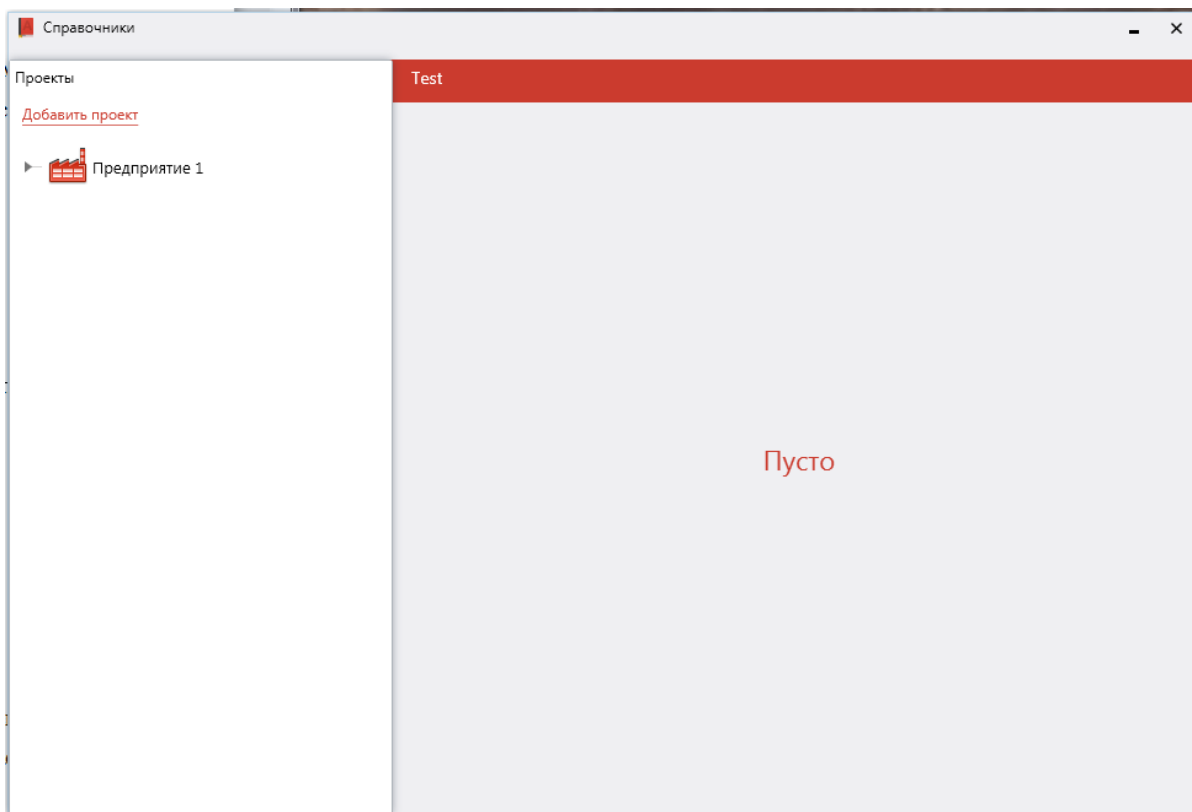 Справочники
Проекты
Test
Добавить проект
Предприятие 1
Пусто